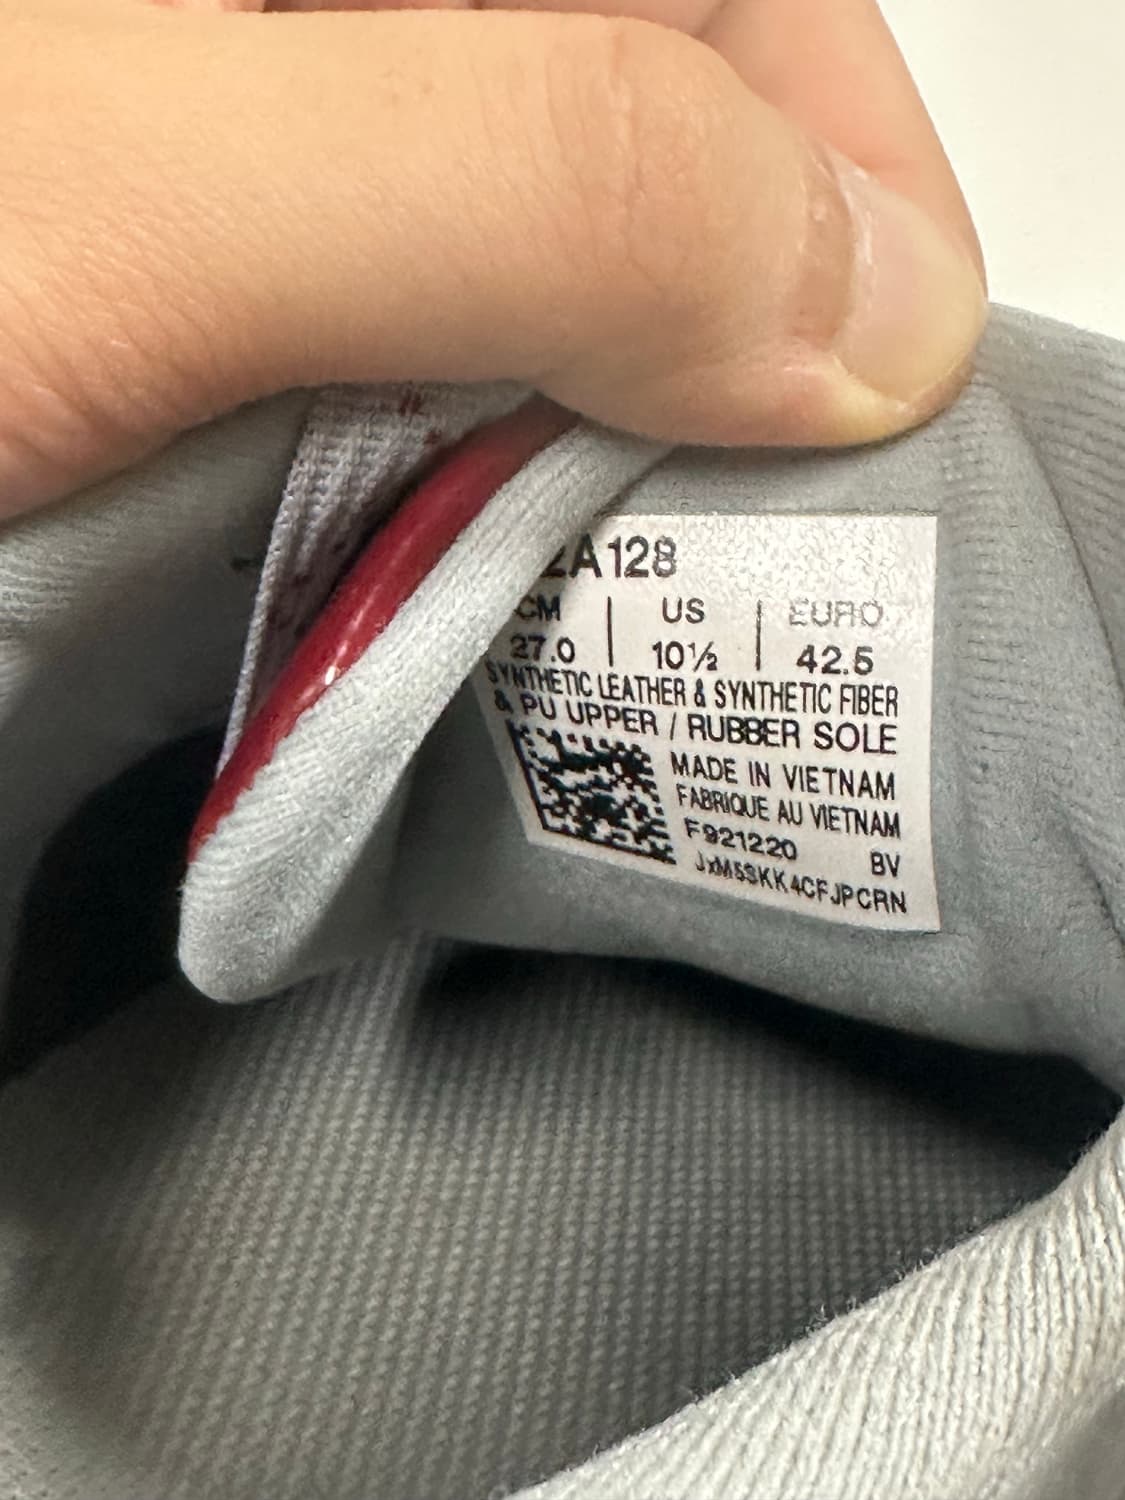 2A128
CM | US | EURO
27.0 | 10½ | 42.5
SYNTHETIC LEATHER & SYNTHETIC FIBER
& PU UPPER / RUBBER SOLE
MADE IN VIETNAM
FABRIQUE AU VIETNAM
F921220 BV
JxM5SKK4CFJPCRN